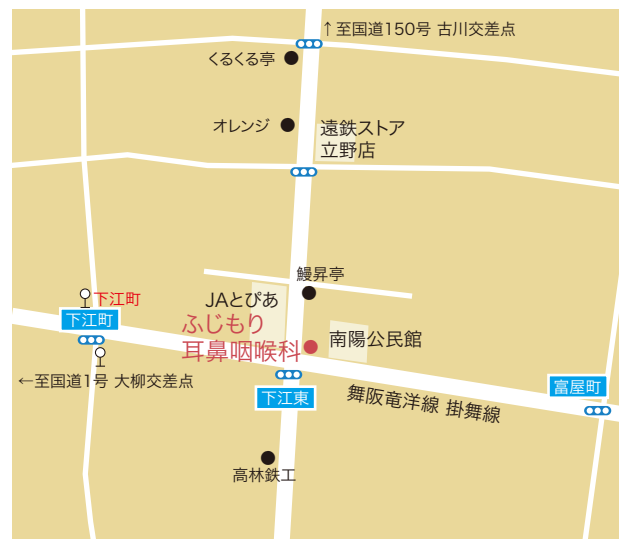 ↑至国道150号 古川交差点
くるくる亭
オレンジ
遠鉄ストア
立野店
鰻昇亭
下江町
JAとぴあ
下江町
ふじもり
耳鼻咽喉科
南陽公民館
←至国道1号 大柳交差点
下江東
舞阪竜洋線 掛舞線
富屋町
高林鉄工